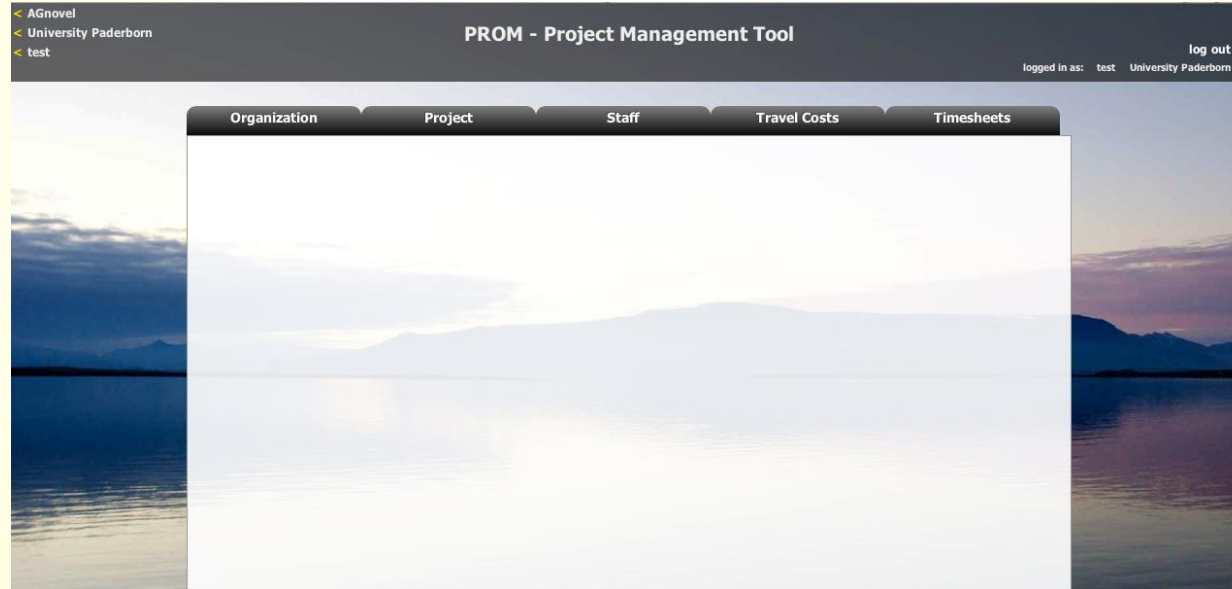 < AGnovel
< University Paderborn
< test
PROM - Project Management Tool
log out
logged in as: test University Paderborn
Organization Project Staff Travel Costs Timesheets